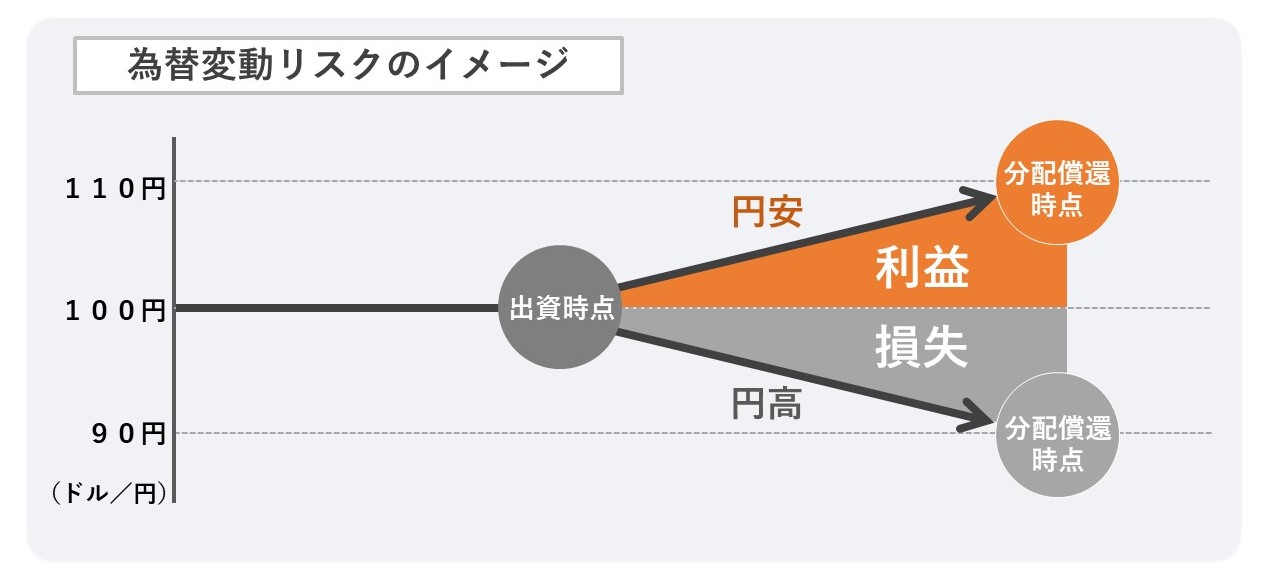 為替変動リスクのイメージ
１１０円
分配償還
時点
円安
利益
１００円
出資時点
損失
円高
９０円
分配償還
時点
（ドル／円）